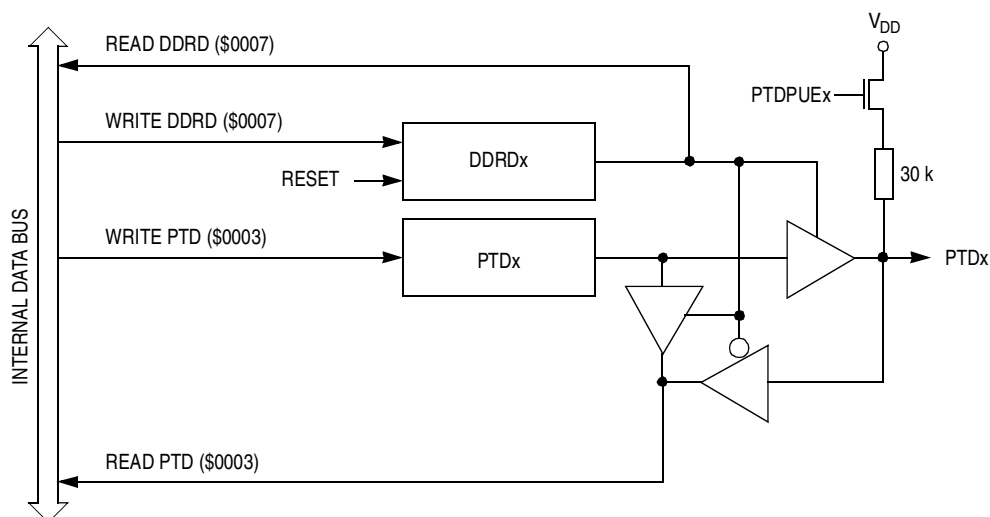 READ DDRD ($0007)
V_DD
PTDPUEx
WRITE DDRD ($0007)
DDRDx
RESET
30 k
WRITE PTD ($0003)
PTDx
PTDx
INTERNAL DATA BUS
READ PTD ($0003)